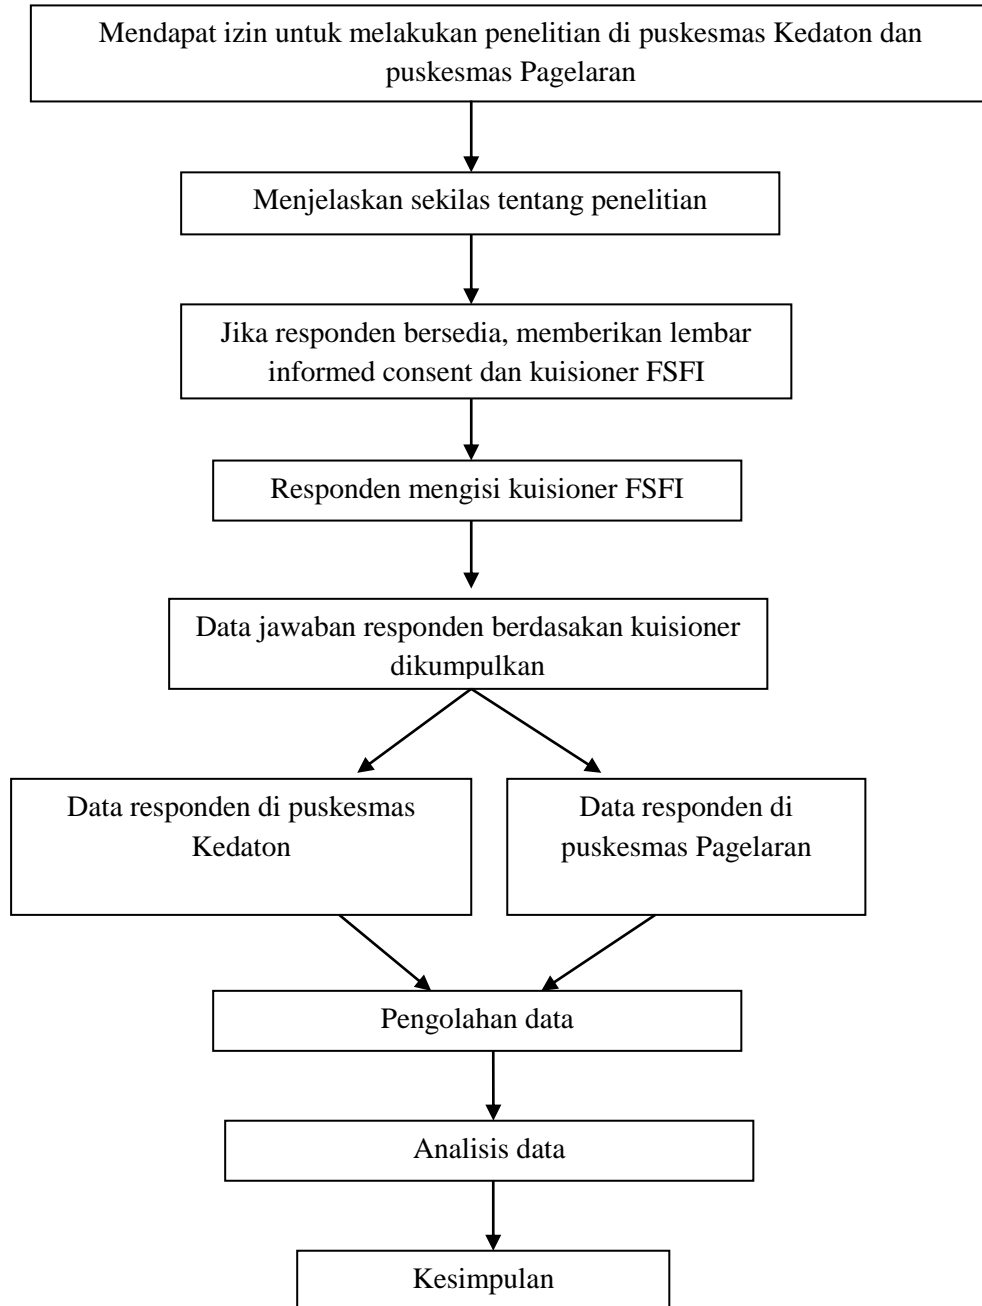 Mendapat izin untuk melakukan penelitian di puskesmas Kedaton dan
puskesmas Pagelaran
Menjelaskan sekilas tentang penelitian
Jika responden bersedia, memberikan lembar
informed consent dan kuisioner FSFI
Responden mengisi kuisioner FSFI
Data jawaban responden berdasakan kuisioner
dikumpulkan
Data responden di puskesmas
Kedaton
Data responden di
puskesmas Pagelaran
Pengolahan data
Analisis data
Kesimpulan